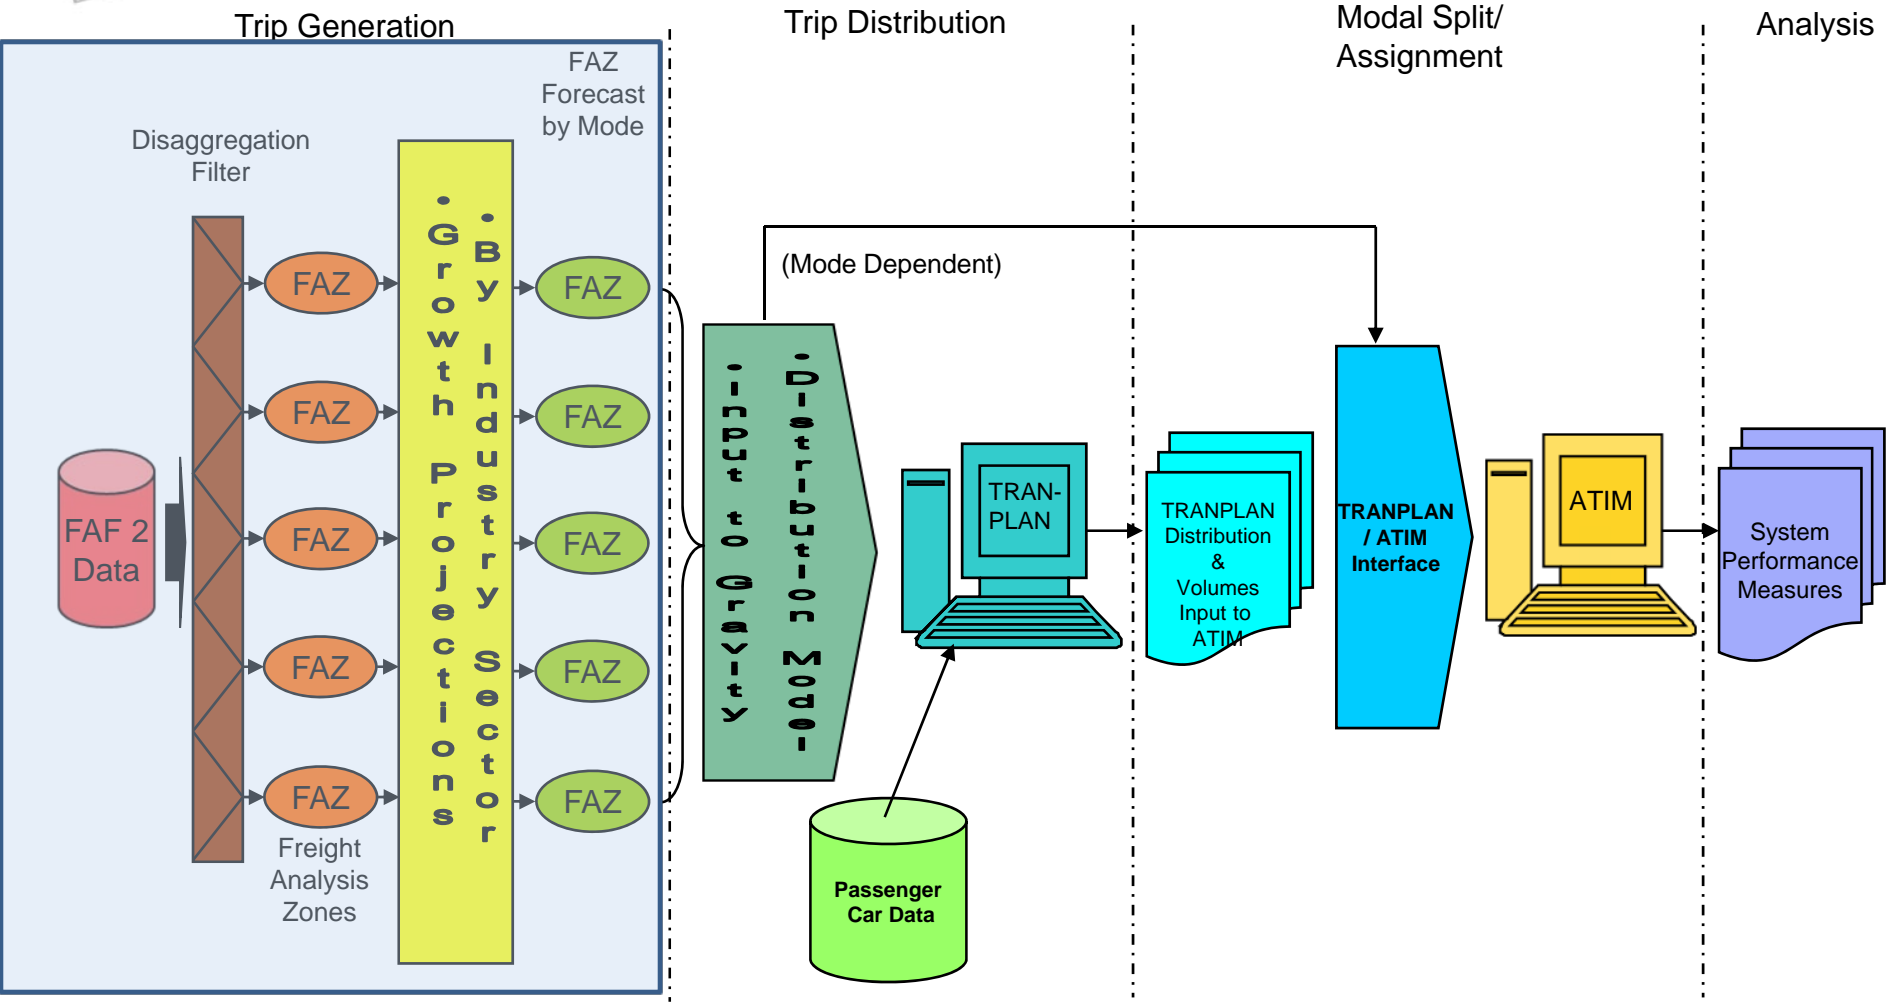 Trip Generation
Trip Distribution
Modal Split/
Assignment
Analysis
FAZ
Forecast
by Mode
Disaggregation
Filter
FAF 2
Data
FAZ
FAZ
FAZ
FAZ
FAZ
Freight
Analysis
Zones
•Growth Projections
•By Industry Sector
FAZ
FAZ
FAZ
FAZ
FAZ
(Mode Dependent)
•Input to Gravity
•Distribution Model
TRAN-
PLAN
Passenger
Car Data
TRANPLAN
Distribution
&
Volumes
Input to
ATIM
TRANPLAN
/ ATIM
Interface
ATIM
System
Performance
Measures